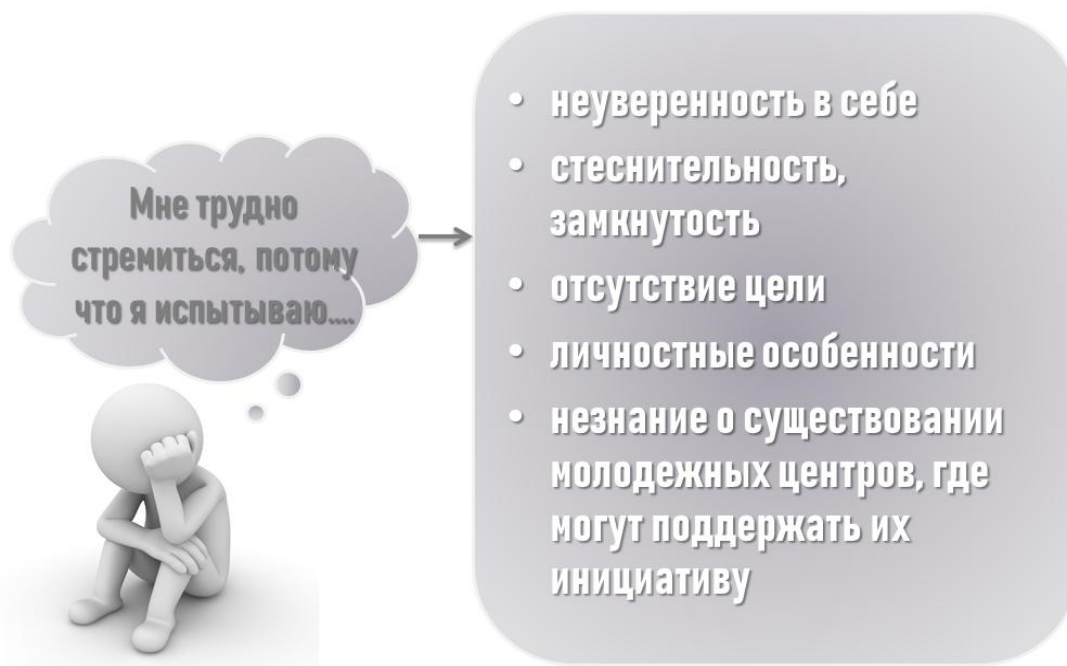 Мне трудно
стремиться, потому
что я испытываю....
• неуверенность в себе
• стеснительность,
замкнутость
• отсутствие цели
• личностные особенности
• незнание о существовании
молодежных центров, где
могут поддержать их
инициативу